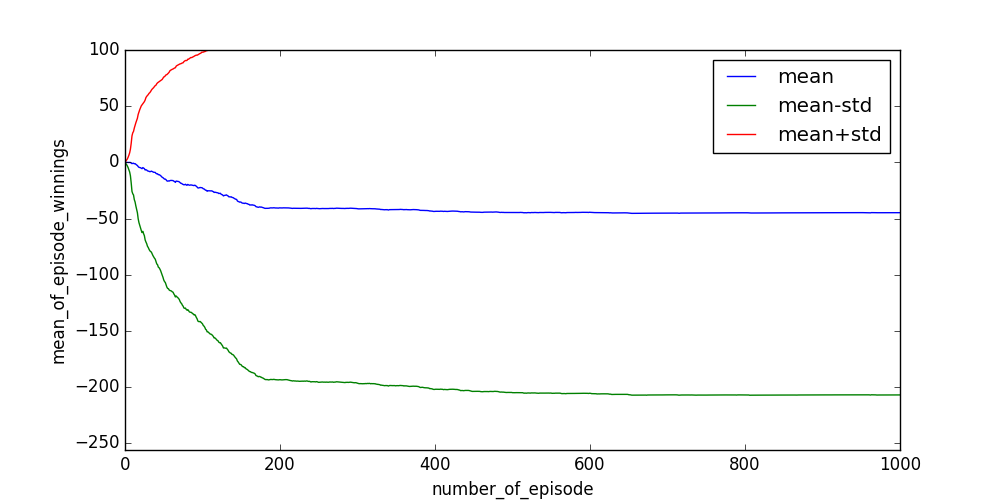 100
50
0
−50
−100
−150
−200
−250
mean_of_episode_winnings
mean
mean-std
mean+std
0 200 400 600 800 1000
number_of_episode